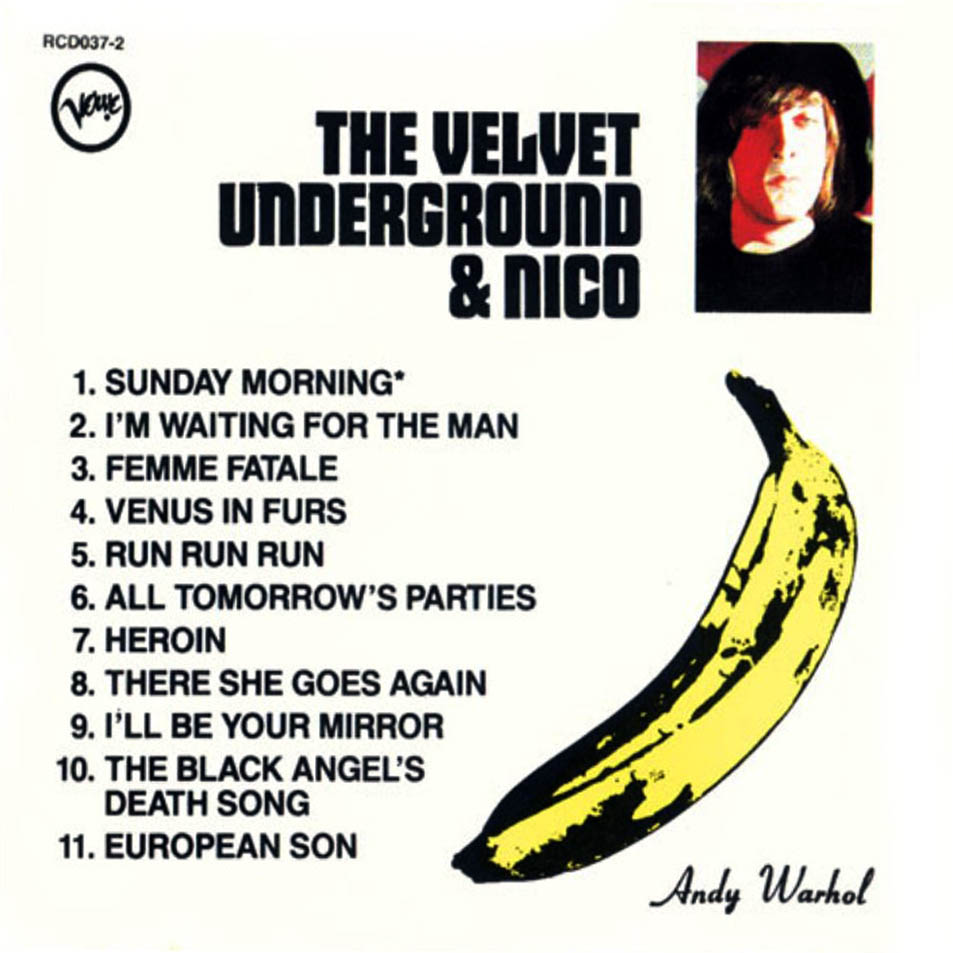 RCD037-2
Verve
THE VELVET
UNDERGROUND
& NICO
1. SUNDAY MORNING*
2. I'M WAITING FOR THE MAN
3. FEMME FATALE
4. VENUS IN FURS
5. RUN RUN RUN
6. ALL TOMORROW'S PARTIES
7. HEROIN
8. THERE SHE GOES AGAIN
9. I'LL BE YOUR MIRROR
10. THE BLACK ANGEL'S
DEATH SONG
11. EUROPEAN SON
Andy Warhol